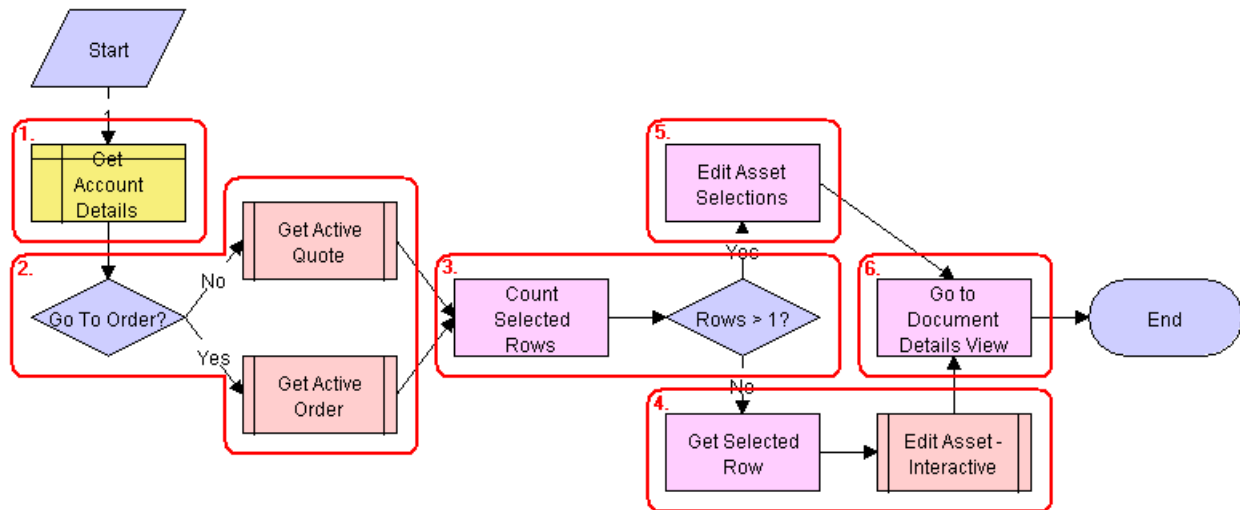 Start
1
1.
Get
Account
Details
2.
Go To Order?
No
Yes
Get Active
Quote
Get Active
Order
3.
Count
Selected
Rows
Rows > 1?
Yes
No
5.
Edit Asset
Selections
4.
Get Selected
Row
Edit Asset -
Interactive
6.
Go to
Document
Details View
End